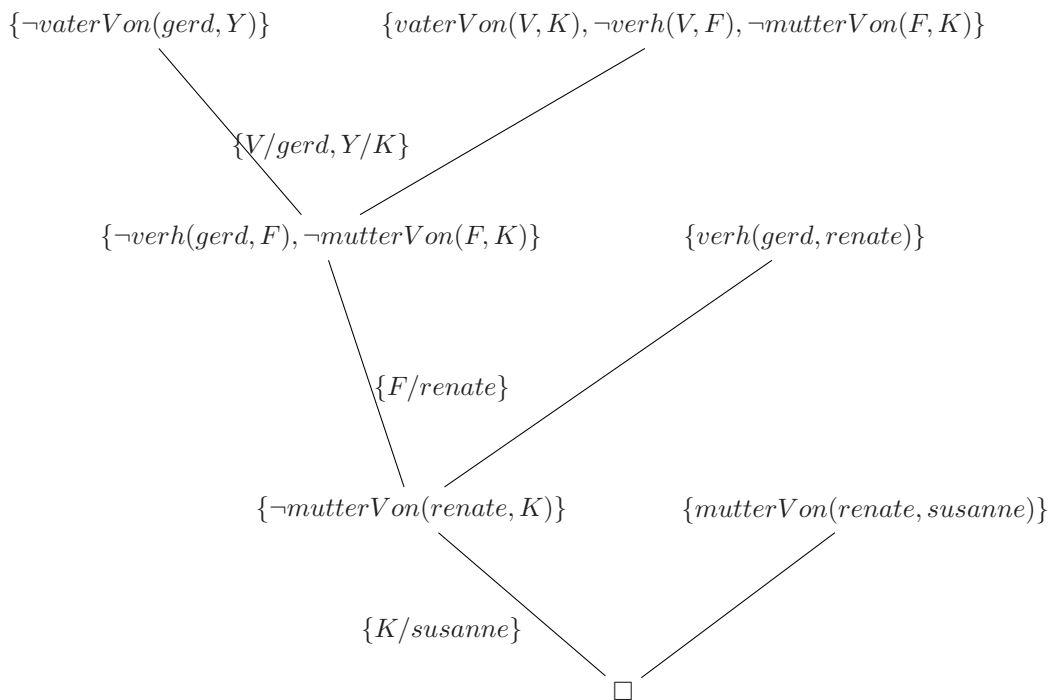 {¬vaterVon(gerd, Y)} {vaterVon(V, K), ¬verh(V, F), ¬mutterVon(F, K)}
{V/gerd, Y/K}
{¬verh(gerd, F), ¬mutterVon(F, K)} {verh(gerd, renate)}
{F/renate}
{¬mutterVon(renate, K)} {mutterVon(renate, susanne)}
{K/susanne}
□